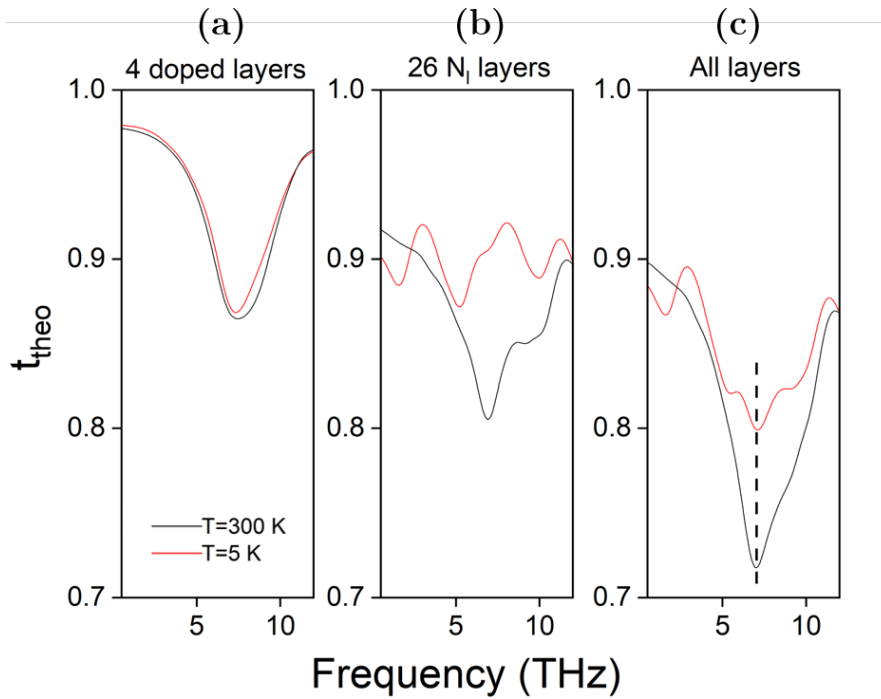 (a) (b) (c)
4 doped layers 26 N_l layers All layers
1.0 1.0 1.0
0.9 0.9 0.9
0.8 0.8 0.8
0.7 0.7 0.7
t_theo
T=300 K
T=5 K
5 10 5 10 5 10
Frequency (THz)